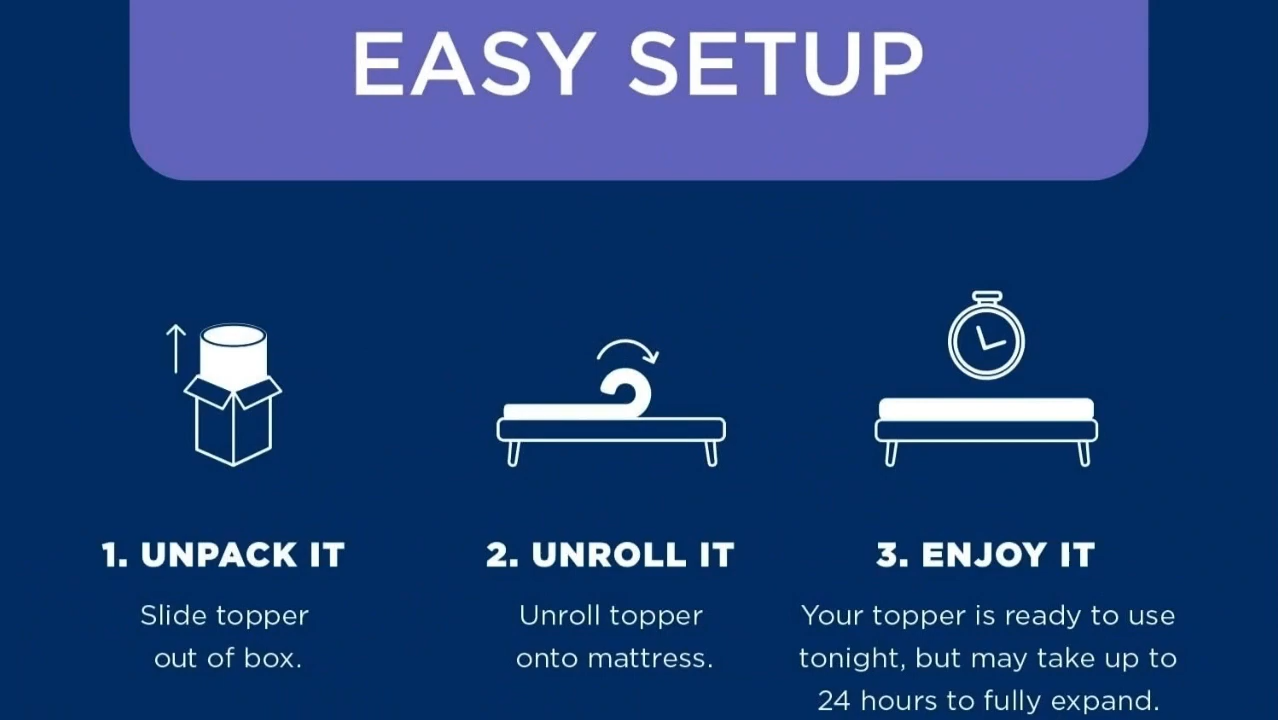 EASY SETUP
1. UNPACK IT
Slide topper
out of box.
2. UNROLL IT
Unroll topper
onto mattress.
3. ENJOY IT
Your topper is ready to use
tonight, but may take up to
24 hours to fully expand.